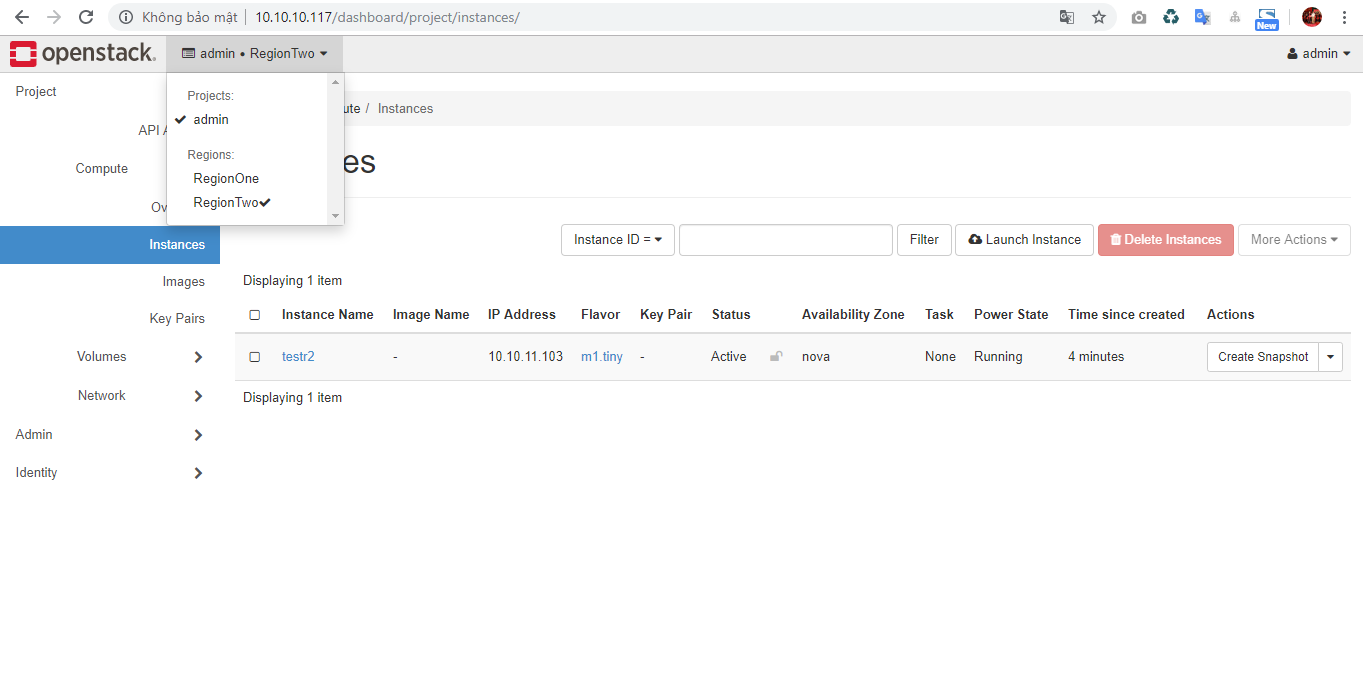 Không bảo mật | 10.10.10.117/dashboard/project/instances/
New
openstack.
admin • RegionTwo
admin
Project
Projects:
admin
Regions:
RegionOne
RegionTwo
API A
Compute
Ov
Instances
Images
Key Pairs
Volumes
Network
Admin
Identity
ute / Instances
es
Instance ID =
Filter
Launch Instance
Delete Instances
More Actions
Displaying 1 item
Instance Name Image Name IP Address Flavor Key Pair Status Availability Zone Task Power State Time since created Actions
testr2 - 10.10.11.103 m1.tiny - Active nova None Running 4 minutes Create Snapshot
Displaying 1 item